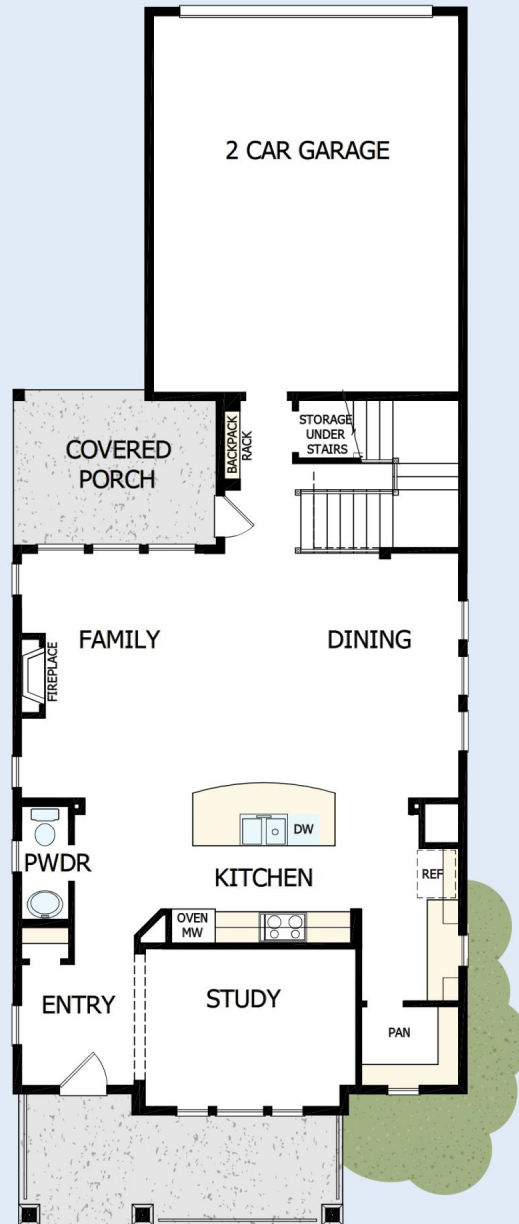 2 CAR GARAGE
COVERED
PORCH
BACKPACK
RACK
STORAGE
UNDER
STAIRS
FAMILY
DINING
FIREPLACE
DW
PWDR
KITCHEN
REF
OVEN
MW
ENTRY
STUDY
PAN